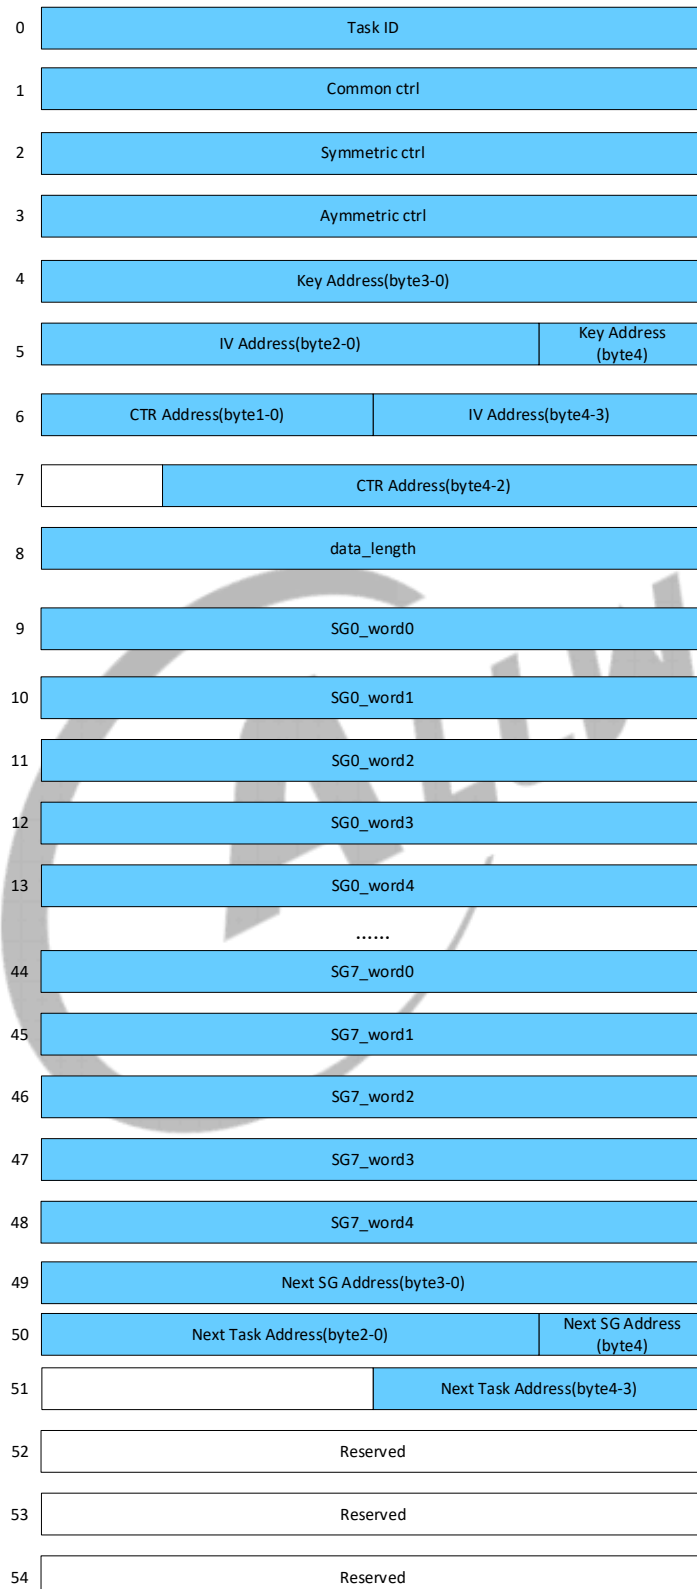 0 Task ID
1 Common ctrl
2 Symmetric ctrl
3 Aymmetric ctrl
4 Key Address(byte3-0)
5 IV Address(byte2-0) Key Address
(byte4)
6 CTR Address(byte1-0) IV Address(byte4-3)
7 CTR Address(byte4-2)
8 data_length
9 SG0_word0
10 SG0_word1
11 SG0_word2
12 SG0_word3
13 SG0_word4
......
44 SG7_word0
45 SG7_word1
46 SG7_word2
47 SG7_word3
48 SG7_word4
49 Next SG Address(byte3-0)
50 Next Task Address(byte2-0) Next SG Address
(byte4)
51 Next Task Address(byte4-3)
52 Reserved
53 Reserved
54 Reserved